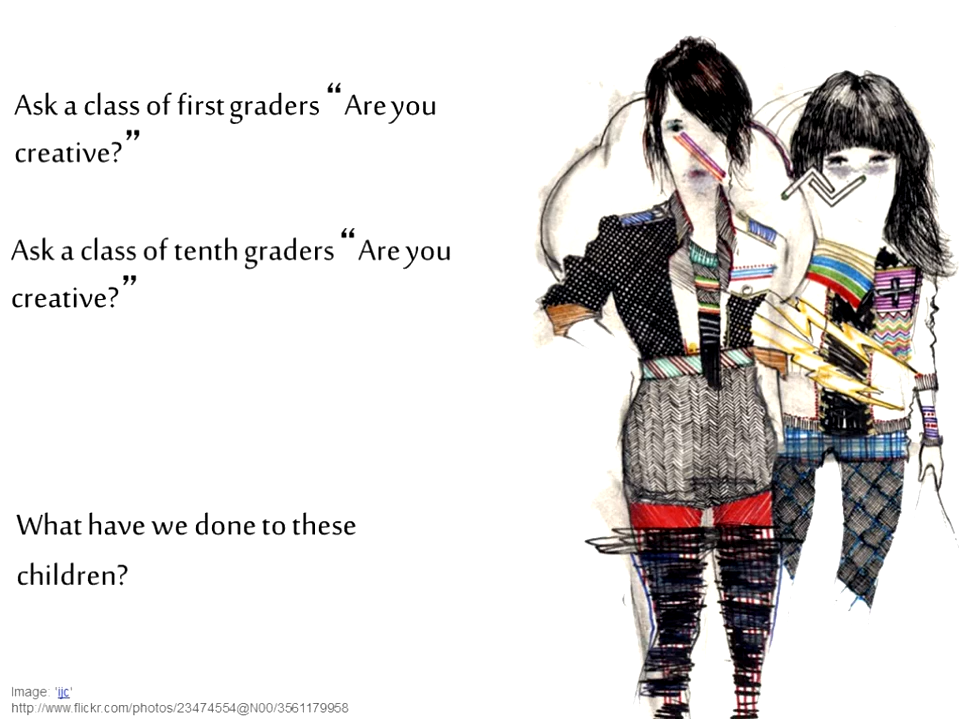 Ask a class of first graders “Are you
creative?”
Ask a class of tenth graders “Are you
creative?”
What have we done to these
children?
Image: 'ijc'
http://www.flickr.com/photos/23474554@N00/3561179958